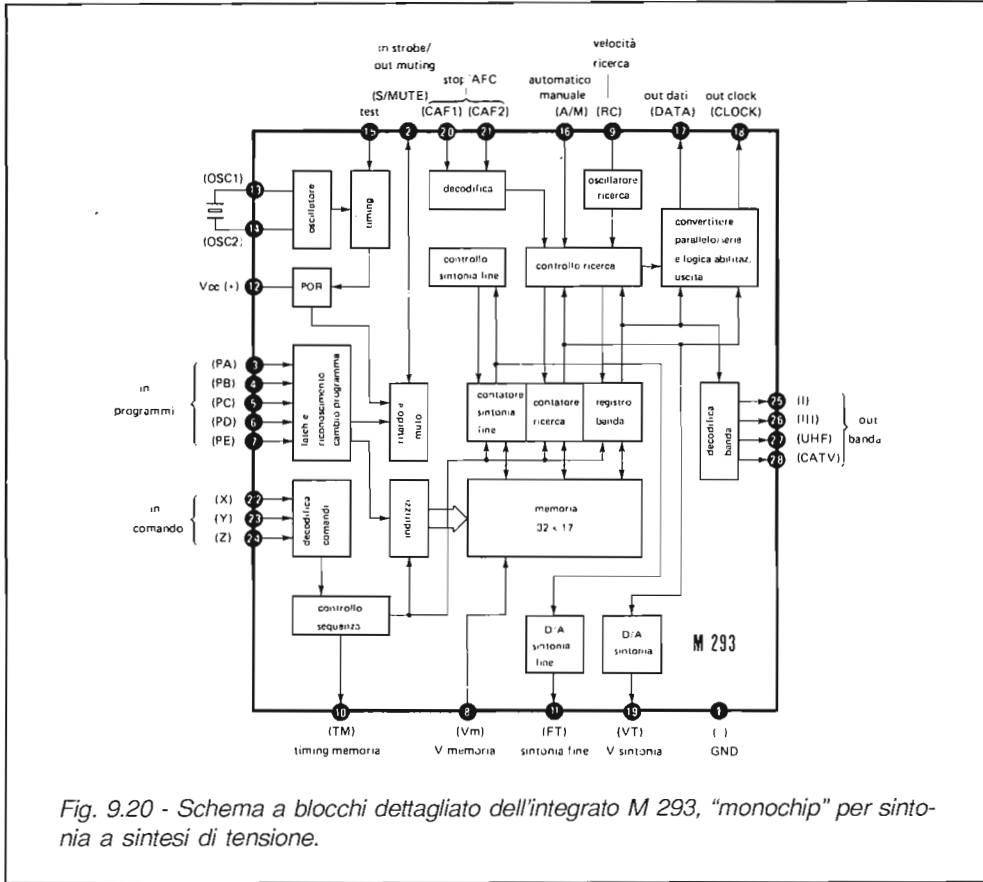 in strobe/
out muting
(S/MUTE)
test
15
2
stop AFC
(CAF1) (CAF2)
20
21
automatico
manuale
(A/M)
16
velocità
ricerca
(RC)
9
out dati
(DATA)
17
out clock
(CLOCK)
18
(OSC1)
13
14
(OSC2)
oscillatore
timing
decodifica
oscillatore
ricerca
controllo
sintonia fine
controllo ricerca
convertitore
parallelo/serie
e logica abilitaz.
uscita
Vcc (+)
12
POR
in
programmi
(PA)
3
(PB)
4
(PC)
5
(PD)
6
(PE)
7
latch e
riconoscimento
cambio programma
ritardo e
muto
contatore
sintonia
fine
contatore
ricerca
registro
banda
decodifica
banda
25
(I)
26
(III)
27
(UHF)
28
(CATV)
out
banda
in
comando
(X)
22
(Y)
23
(Z)
24
decodifica
comandi
indirizzi
memoria
32 x 17
controllo
sequenza
D/A
sintonia
fine
D/A
sintonia
M 293
10
(TM)
timing memoria
8
(Vm)
V memoria
11
(FT)
sintonia fine
19
(VT)
V sintonia
1
(-)
GND
Fig. 9.20 - Schema a blocchi dettagliato dell'integrato M 293, "monochip" per sinto-
nia a sintesi di tensione.